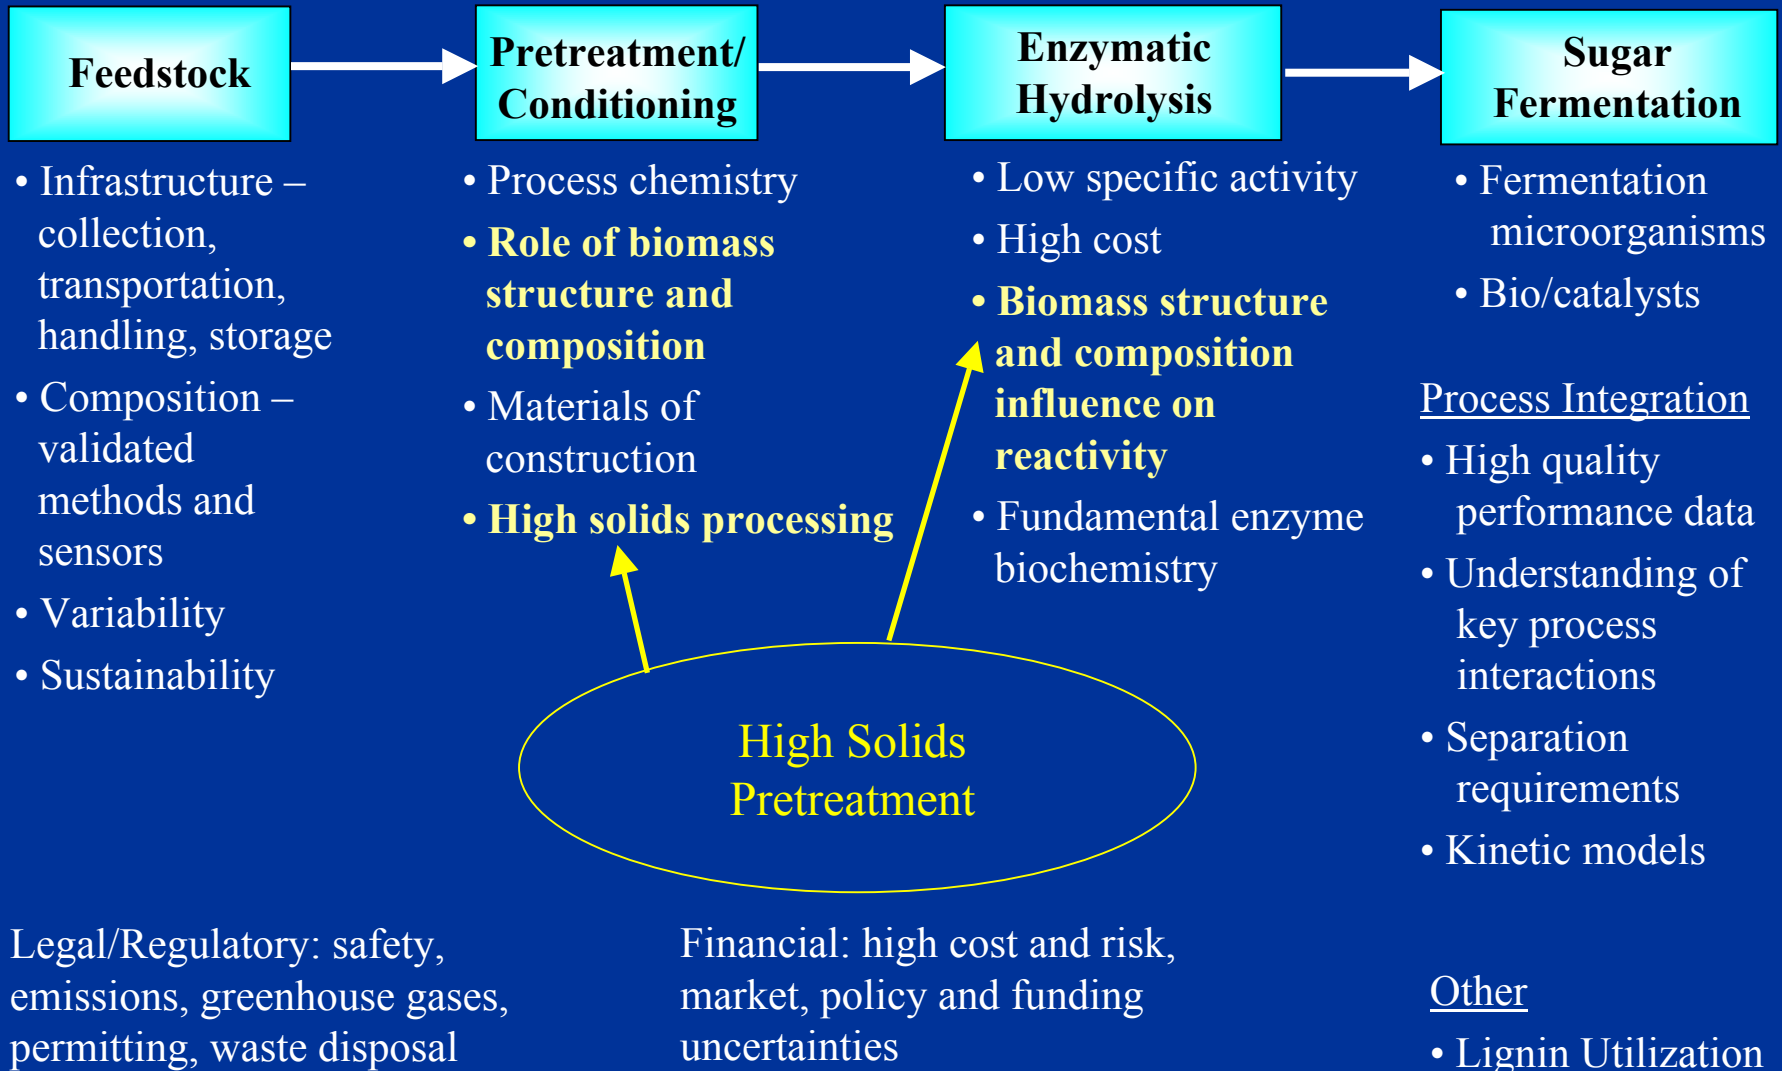 Feedstock
Pretreatment/
Conditioning
Enzymatic
Hydrolysis
Sugar
Fermentation
• Infrastructure –
collection,
transportation,
handling, storage
• Composition –
validated
methods and
sensors
• Variability
• Sustainability
• Process chemistry
• Role of biomass
structure and
composition
• Materials of
construction
• High solids processing
• Low specific activity
• High cost
• Biomass structure
and composition
influence on
reactivity
• Fundamental enzyme
biochemistry
• Fermentation
microorganisms
• Bio/catalysts
Process Integration
• High quality
performance data
• Understanding of
key process
interactions
• Separation
requirements
• Kinetic models
High Solids
Pretreatment
Legal/Regulatory: safety,
emissions, greenhouse gases,
permitting, waste disposal
Financial: high cost and risk,
market, policy and funding
uncertainties
Other
• Lignin Utilization